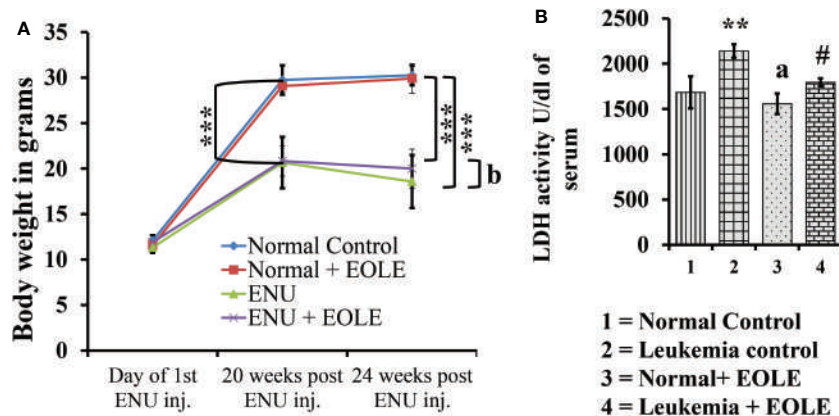 A
Body weight in grams
35
30
25
20
15
10
5
0
***
***
***
b
Normal Control
Normal + EOLE
ENU
ENU + EOLE
Day of 1st
ENU inj.
20 weeks post
ENU inj.
24 weeks post
ENU inj.
B
LDH activity U/dl of
serum
2500
2000
1500
1000
500
0
**
a
#
1 2 3 4
1 = Normal Control
2 = Leukemia control
3 = Normal+ EOLE
4 = Leukemia + EOLE